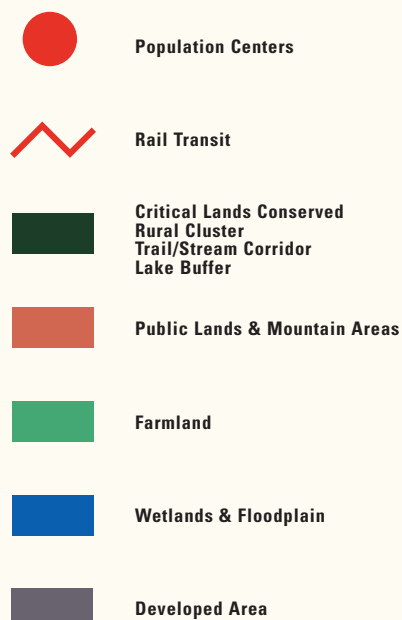 Population Centers
Rail Transit
Critical Lands Conserved
Rural Cluster
Trail/Stream Corridor
Lake Buffer
Public Lands & Mountain Areas
Farmland
Wetlands & Floodplain
Developed Area